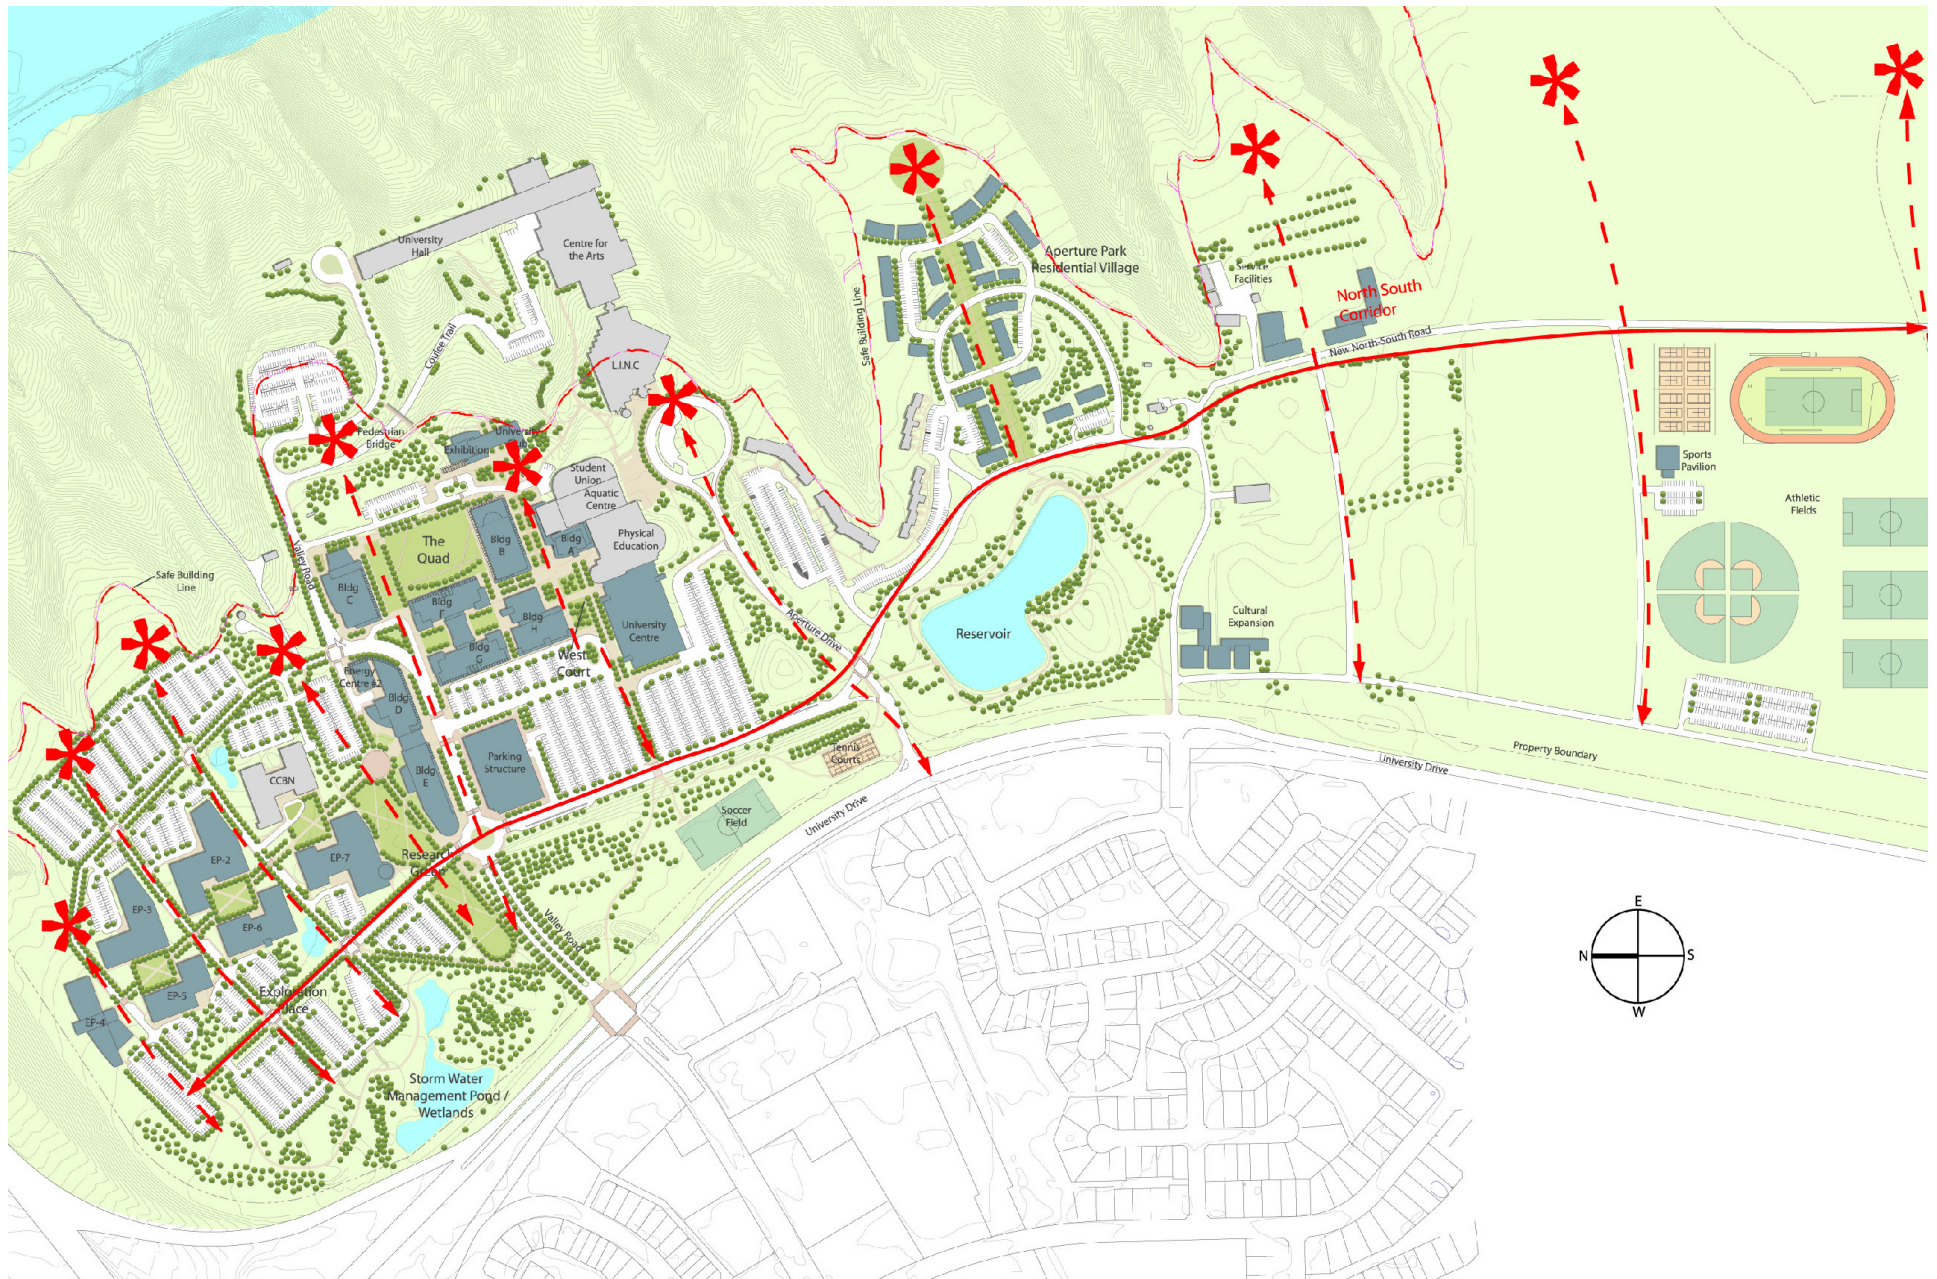 University
Hall
Centre for
the Arts
Coulee Trail
L.I.N.C
Pedestrian
Bridge
Exhibition
University
Club
Student
Union
Aquatic
Centre
Physical
Education
Safe Building Line
Aperture Park
Residential Village
Service
Facilities
North South
Corridor
New North-South Road
Sports
Pavilion
Athletic
Fields
Safe Building
Line
Valley Road
The
Quad
Bldg
B
Bldg
A
Bldg
C
Bldg
F
Bldg
H
Bldg
G
University
Centre
West
Court
Aperture Drive
Reservoir
Cultural
Expansion
Energy
Centre #2
Bldg
D
Bldg
E
Parking
Structure
Tennis
Courts
Soccer
Field
University Drive
University Drive
Property Boundary
CCBN
EP-2
EP-7
EP-3
EP-6
EP-5
EP-4
Research
Green
Valley Road
Exploration
Place
Storm Water
Management Pond /
Wetlands
E
N
S
W